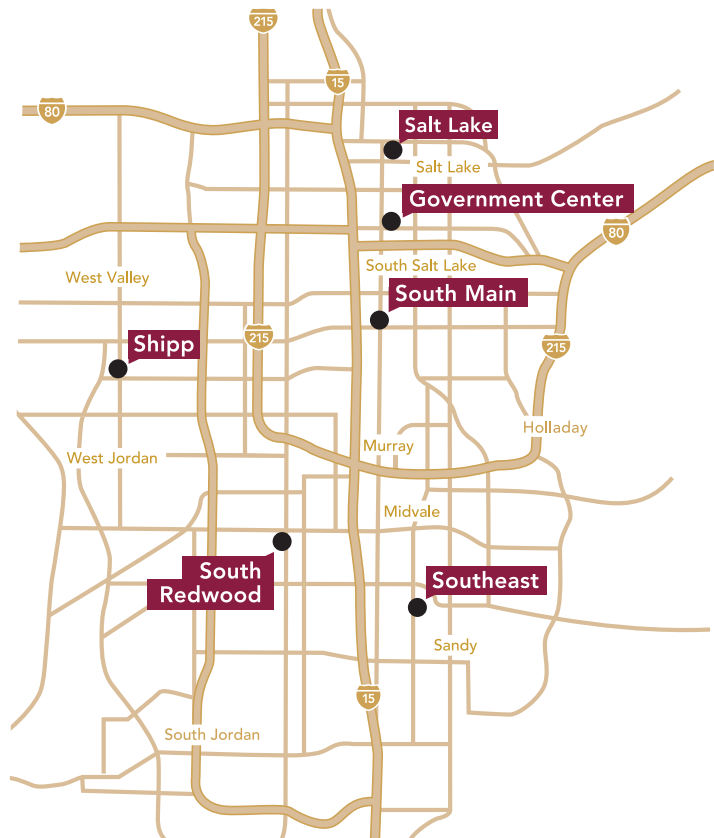 215
15
80
Salt Lake
Salt Lake
Government Center
80
South Salt Lake
West Valley
South Main
Shipp
215
215
Holladay
Murray
West Jordan
Midvale
South
Redwood
Southeast
Sandy
15
South Jordan